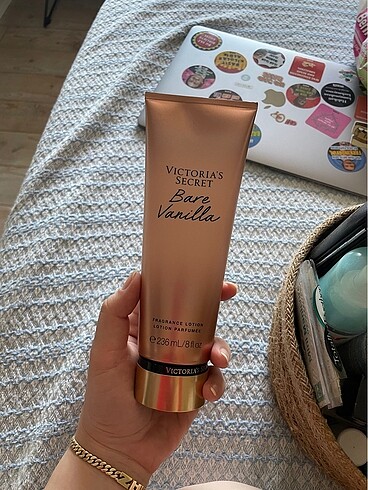 VICTORIA'S
SECRET
Bare
Vanilla
FRAGRANCE LOTION
LOTION PARFUMÉE
℮ 236 mL/8 fl oz
VICTORIA'S